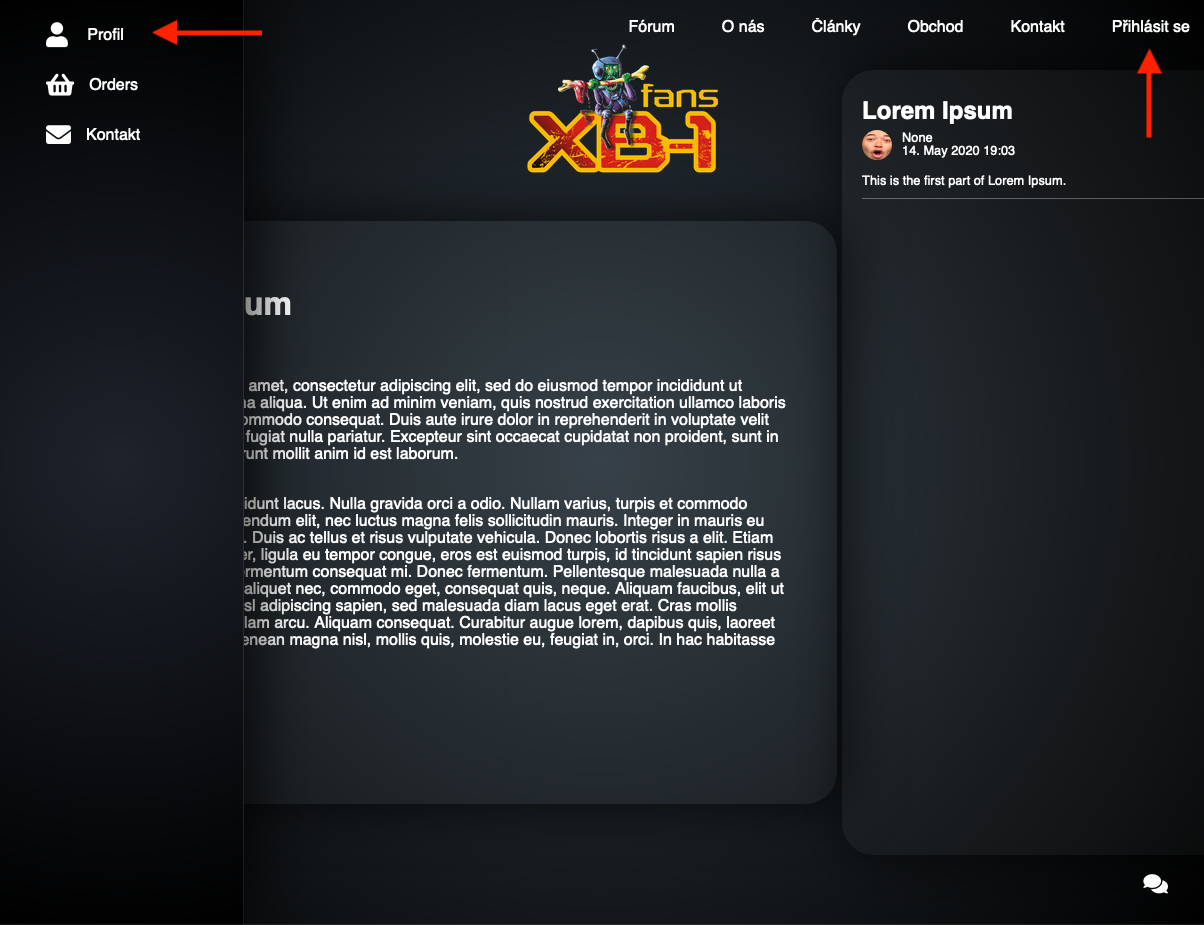 Profil
Orders
Kontakt
Fórum
O nás
Články
Obchod
Kontakt
Přihlásit se
fans
XB-1
um
amet, consectetur adipiscing elit, sed do eiusmod tempor incididunt ut
a aliqua. Ut enim ad minim veniam, quis nostrud exercitation ullamco laboris
ommodo consequat. Duis aute irure dolor in reprehenderit in voluptate velit
fugiat nulla pariatur. Excepteur sint occaecat cupidatat non proident, sunt in
runt mollit anim id est laborum.
idunt lacus. Nulla gravida orci a odio. Nullam varius, turpis et commodo
endum elit, nec luctus magna felis sollicitudin mauris. Integer in mauris eu
. Duis ac tellus et risus vulputate vehicula. Donec lobortis risus a elit. Etiam
er, ligula eu tempor congue, eros est euismod turpis, id tincidunt sapien risus
ermentum consequat mi. Donec fermentum. Pellentesque malesuada nulla a
aliquet nec, commodo eget, consequat quis, neque. Aliquam faucibus, elit ut
sl adipiscing sapien, sed malesuada diam lacus eget erat. Cras mollis
lam arcu. Aliquam consequat. Curabitur augue lorem, dapibus quis, laoreet
enean magna nisl, mollis quis, molestie eu, feugiat in, orci. In hac habitasse
Lorem Ipsum
None
14. May 2020 19:03
This is the first part of Lorem Ipsum.